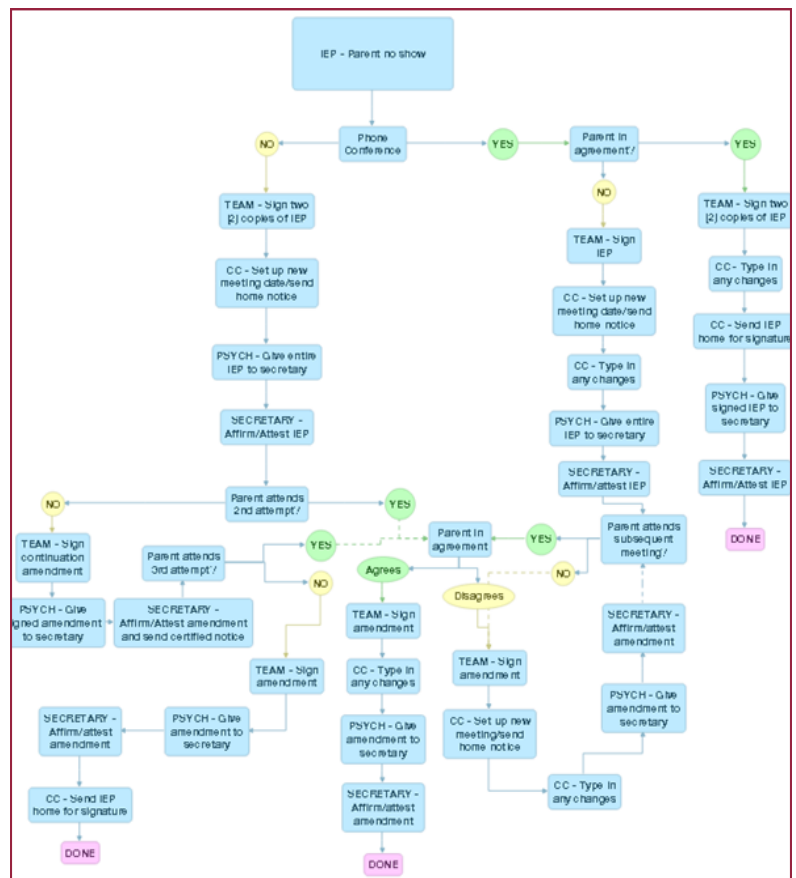 IEP - Parent no show
Phone
Conference
NO
YES
Parent in
agreement?
YES
NO
TEAM - Sign two
[2] copies of IEP
CC - Set up new
meeting date/send
home notice
PSYCH - Give entire
IEP to secretary
SECRETARY -
Affirm/Attest IEP
Parent attends
2nd attempt?
NO
YES
TEAM - Sign
IEP
CC - Set up new
meeting date/send
home notice
CC - Type in
any changes
PSYCH - Give entire
IEP to secretary
SECRETARY -
Affirm/attest IEP
Parent attends
subsequent
meeting?
TEAM - Sign two
[2] copies of IEP
CC - Type in
any changes
CC - Send IEP
home for signature
PSYCH - Give
signed IEP to
secretary
SECRETARY -
Affirm/Attest IEP
DONE
TEAM - Sign
continuation
amendment
PSYCH - Give
igned amendment
to secretary
SECRETARY -
Affirm/Attest amendment
and send certified notice
Parent attends
3rd attempt?
YES
NO
TEAM - Sign
amendment
PSYCH - Give
amendment to
secretary
SECRETARY -
Affirm/attest
amendment
CC - Send IEP
home for signature
DONE
Parent in
agreement
YES
NO
Agrees
Disagrees
TEAM - Sign
amendment
CC - Type in
any changes
PSYCH - Give
amendment to
secretary
SECRETARY -
Affirm/attest
amendment
DONE
TEAM - Sign
amendment
CC - Set up new
meeting/send
home notice
CC - Type in
any changes
PSYCH - Give
amendment to
secretary
SECRETARY -
Affirm/attest
amendment